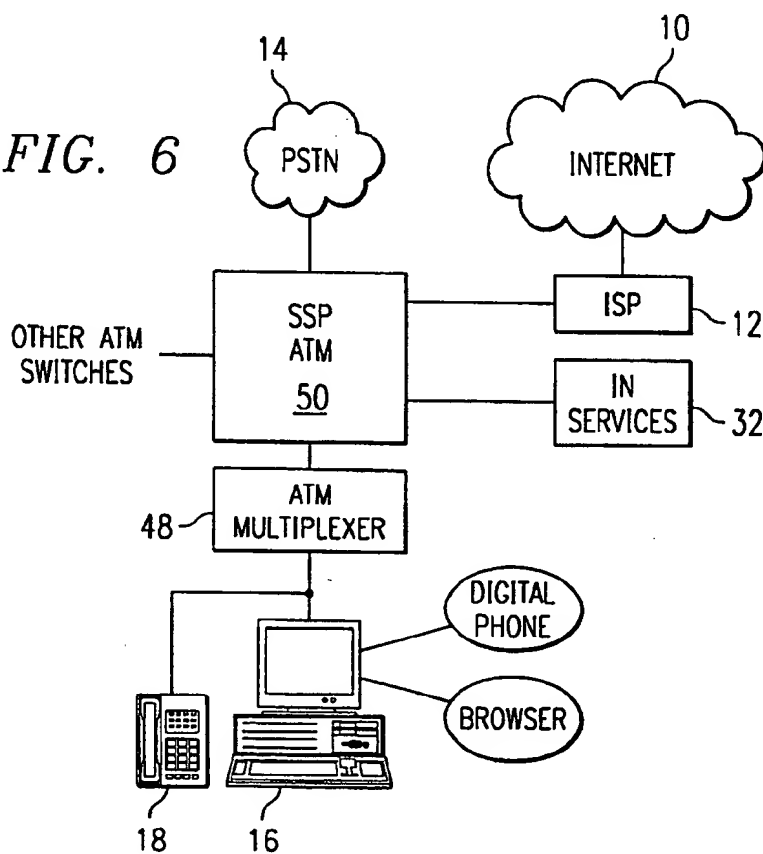 FIG. 6
14
PSTN
10
INTERNET
OTHER ATM
SWITCHES
SSP
ATM
50
ISP
12
IN
SERVICES
32
48
ATM
MULTIPLEXER
DIGITAL
PHONE
BROWSER
18
16